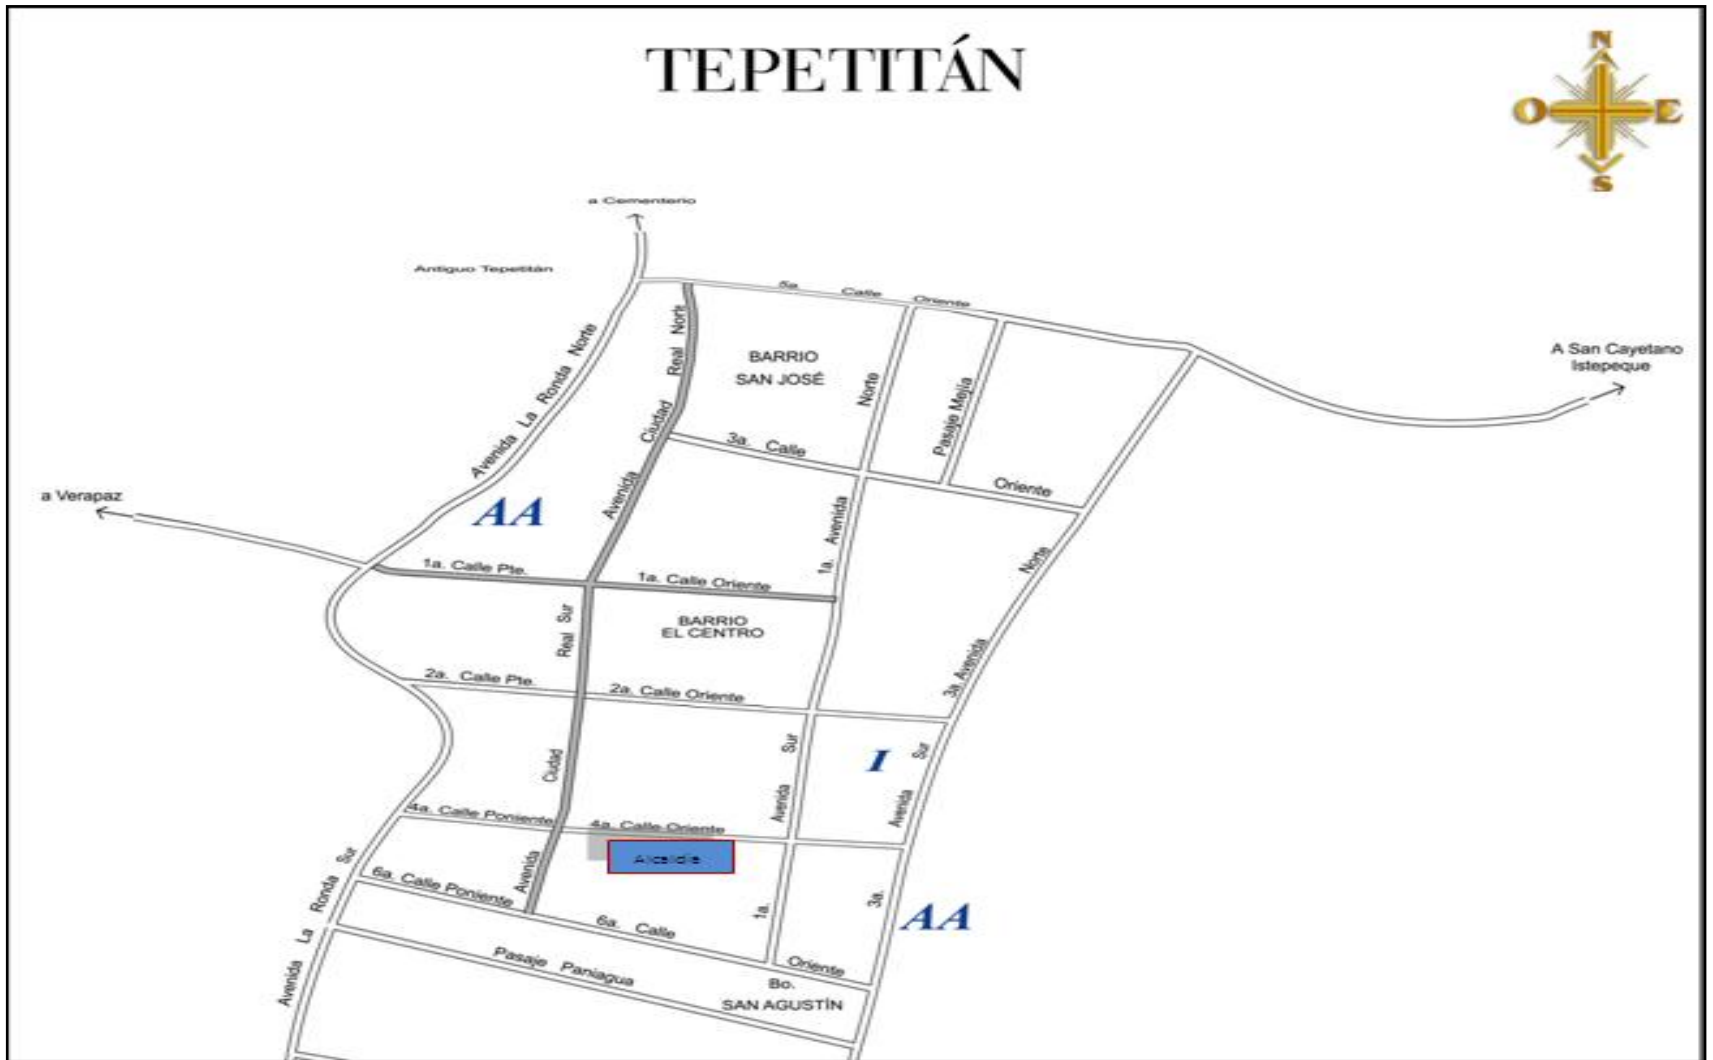 TEPETITÁN
N
O E
S
a Cementerio
Antiguo Tepetitán
5a. Calle Oriente
A San Cayetano
Istepeque
Avenida La Ronda Norte
Avenida Ciudad Real Norte
BARRIO
SAN JOSÉ
1a. Avenida Norte
Pasaje Mejía
3a. Calle Oriente
a Verapaz
AA
1a. Calle Pte.
1a. Calle Oriente
BARRIO
EL CENTRO
3a Avenida Norte
Avenida Ciudad Real Sur
2a. Calle Pte.
2a. Calle Oriente
1a. Avenida Sur
I
3a. Avenida Sur
4a. Calle Poniente
4a. Calle Oriente
Alcaldía
6a. Calle Poniente
6a. Calle Oriente
AA
Avenida La Ronda Sur
Pasaje Paniagua
Bo.
SAN AGUSTÍN